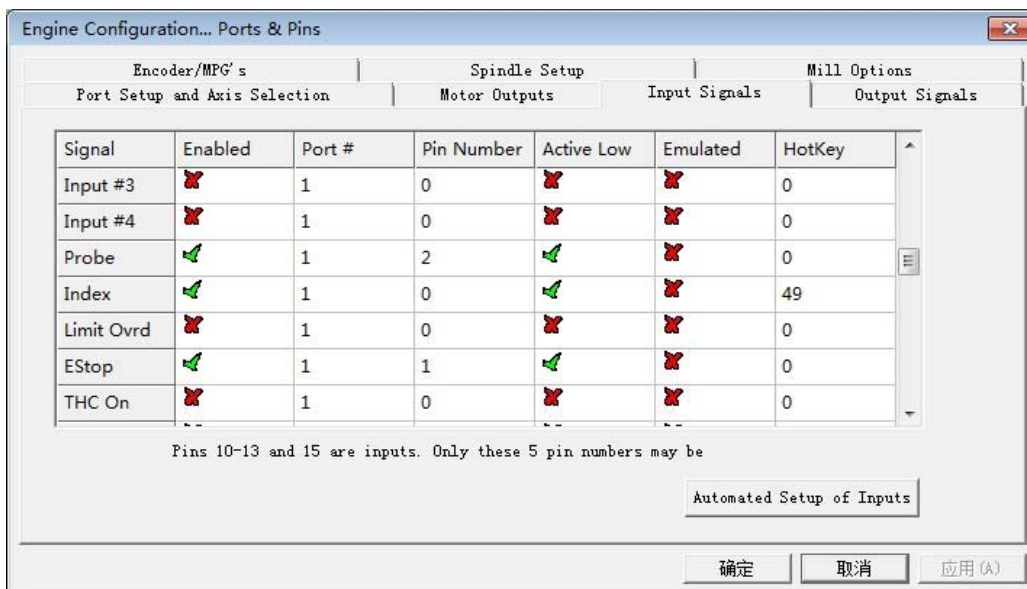 Engine Configuration... Ports & Pins
Encoder/MPG's Spindle Setup Mill Options
Port Setup and Axis Selection Motor Outputs Input Signals Output Signals
Signal Enabled Port # Pin Number Active Low Emulated HotKey
Input #3 1 0 0
Input #4 1 0 0
Probe 1 2 0
Index 1 0 49
Limit Ovrd 1 0 0
EStop 1 1 0
THC On 1 0 0
Pins 10-13 and 15 are inputs. Only these 5 pin numbers may be
Automated Setup of Inputs
确定 取消 应用(A)